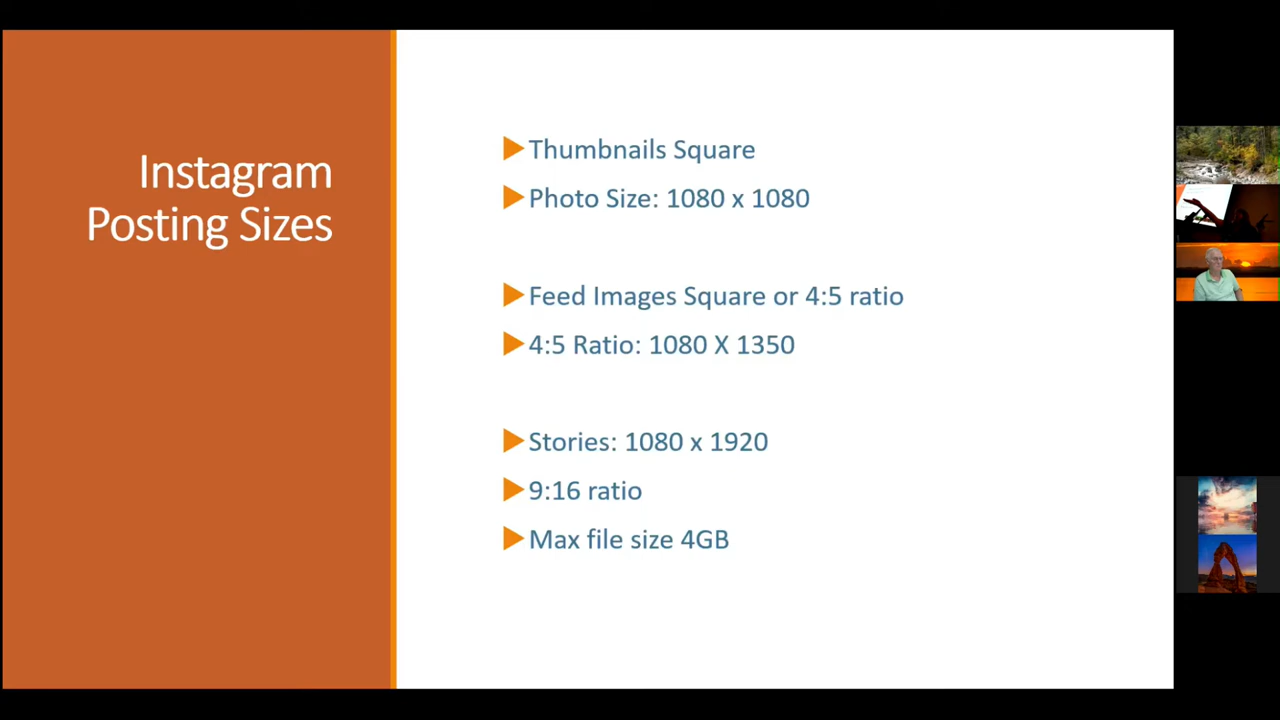 Instagram
Posting Sizes
Thumbnails Square
Photo Size: 1080 x 1080
Feed Images Square or 4:5 ratio
4:5 Ratio: 1080 X 1350
Stories: 1080 x 1920
9:16 ratio
Max file size 4GB